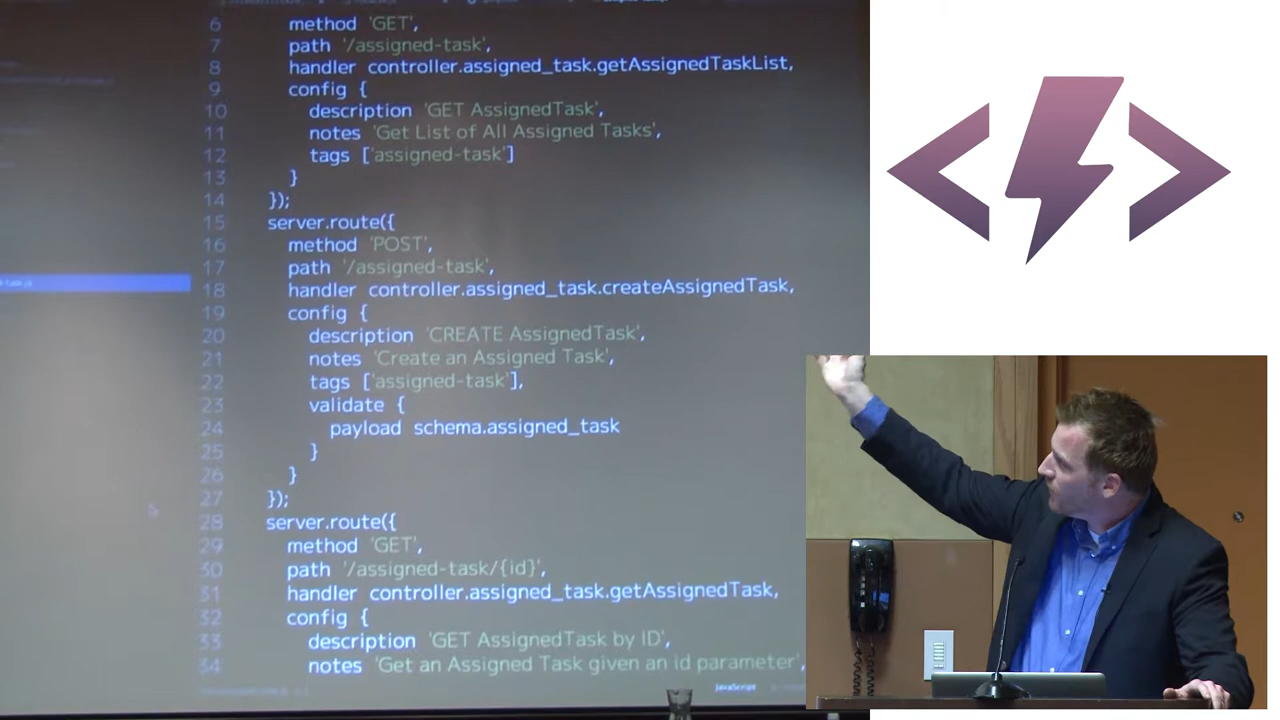 6 method 'GET',
7 path '/assigned-task',
8 handler controller.assigned_task.getAssignedTaskList,
9 config {
10 description 'GET AssignedTask',
11 notes 'Get List of All Assigned Tasks',
12 tags ['assigned-task']
13 }
14 });
15 server.route({
16 method 'POST',
17 path '/assigned-task',
18 handler controller.assigned_task.createAssignedTask,
19 config {
20 description 'CREATE AssignedTask',
21 notes 'Create an Assigned Task',
22 tags ['assigned-task'],
23 validate {
24 payload schema.assigned_task
25 }
26 }
27 });
28 server.route({
29 method 'GET',
30 path '/assigned-task/{id}',
31 handler controller.assigned_task.getAssignedTask,
32 config {
33 description 'GET AssignedTask by ID',
34 notes 'Get an Assigned Task given an id parameter',
JavaScript